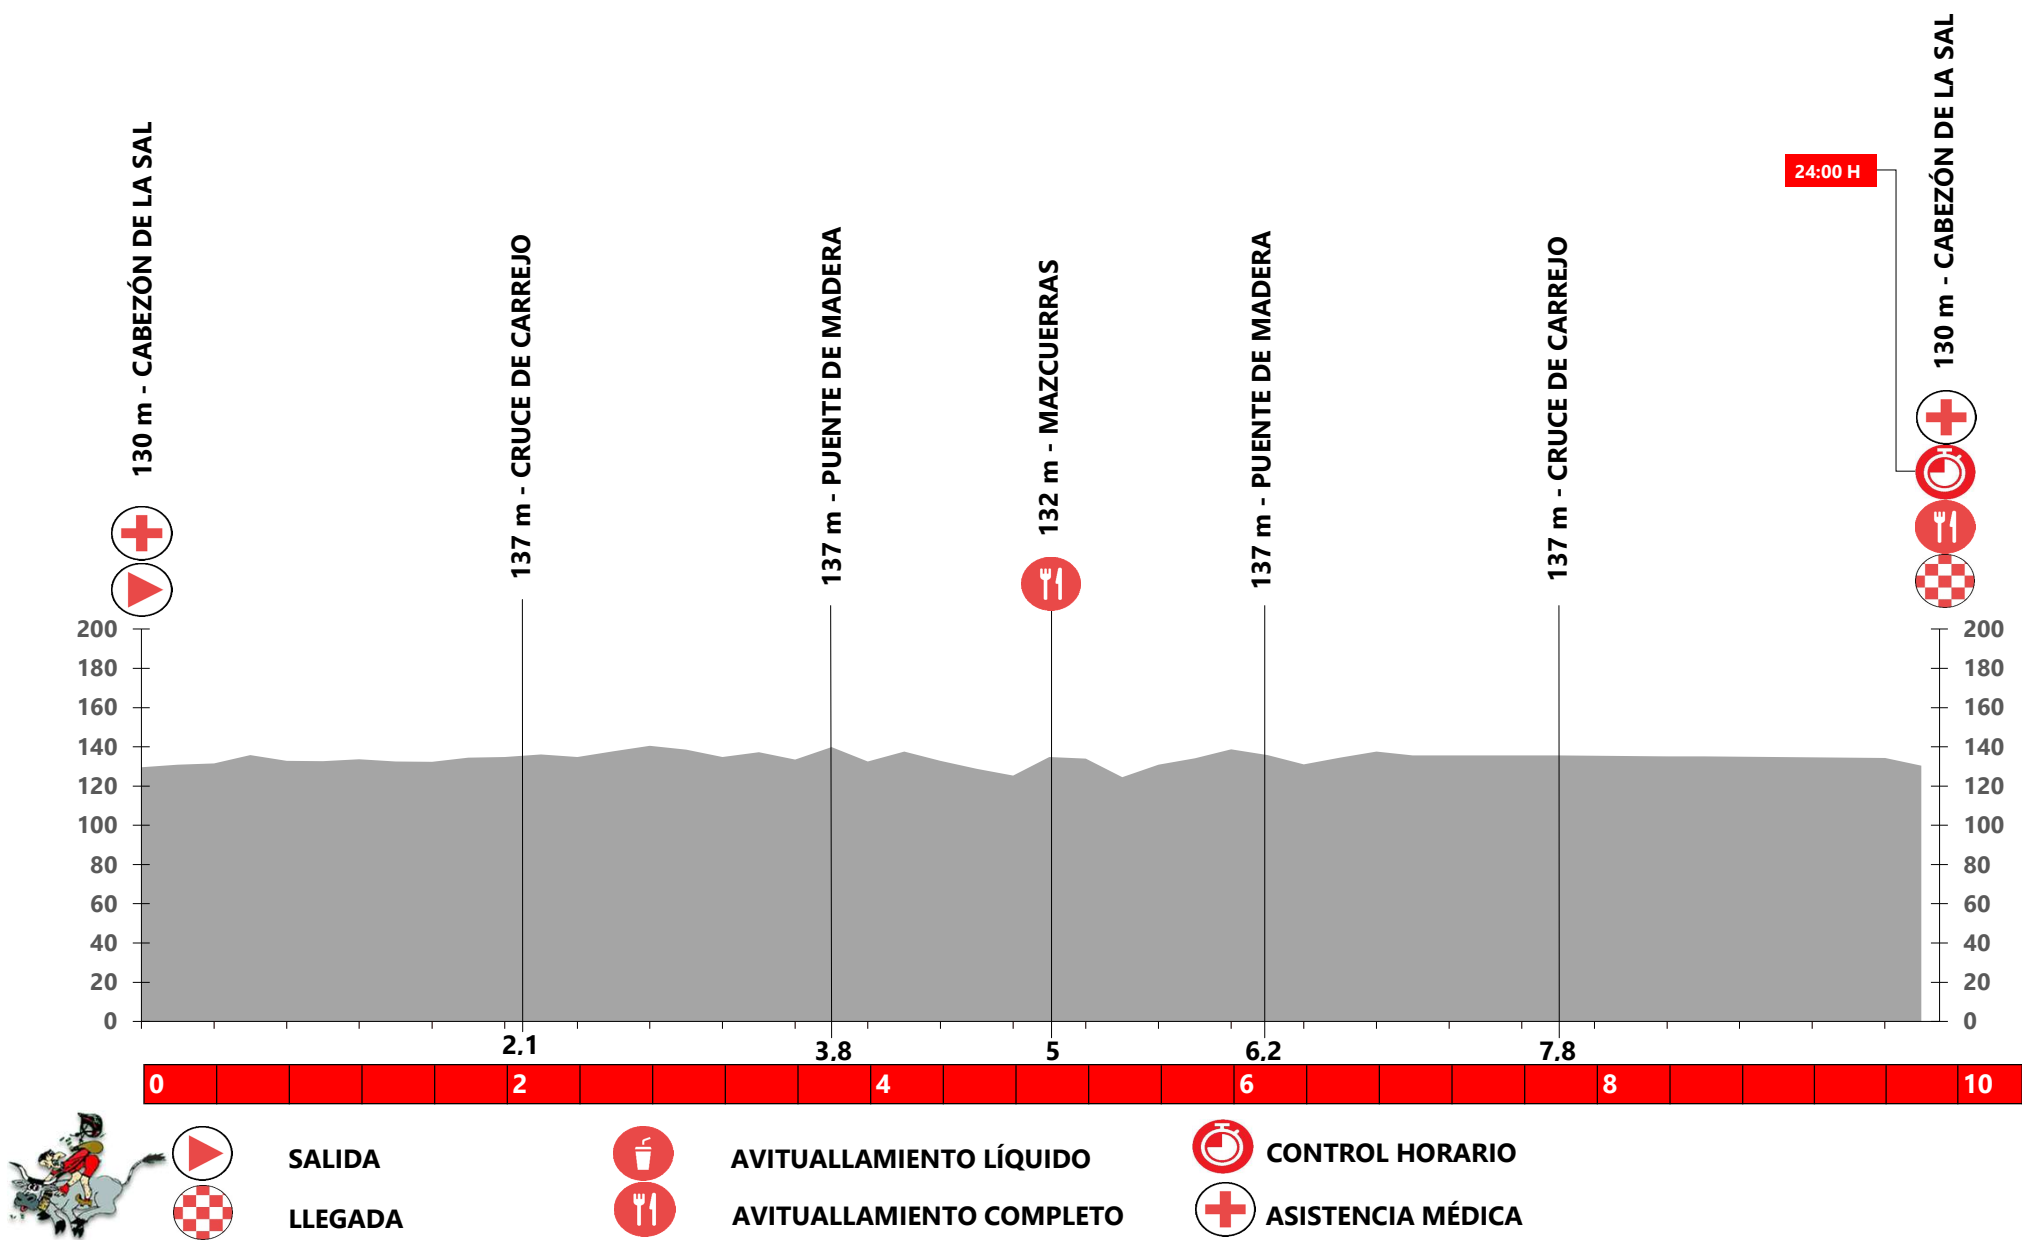 130 m - CABEZÓN DE LA SAL
137 m - CRUCE DE CARREJO
137 m - PUENTE DE MADERA
132 m - MAZCUERRAS
137 m - PUENTE DE MADERA
137 m - CRUCE DE CARREJO
24:00 H
130 m - CABEZÓN DE LA SAL
200 200
180 180
160 160
140 140
120 120
100 100
80 80
60 60
40 40
20 20
0 0
2,1 3,8 5 6,2 7,8
0 2 4 6 8 10
SALIDA
AVITUALLAMIENTO LÍQUIDO
CONTROL HORARIO
LLEGADA
AVITUALLAMIENTO COMPLETO
ASISTENCIA MÉDICA